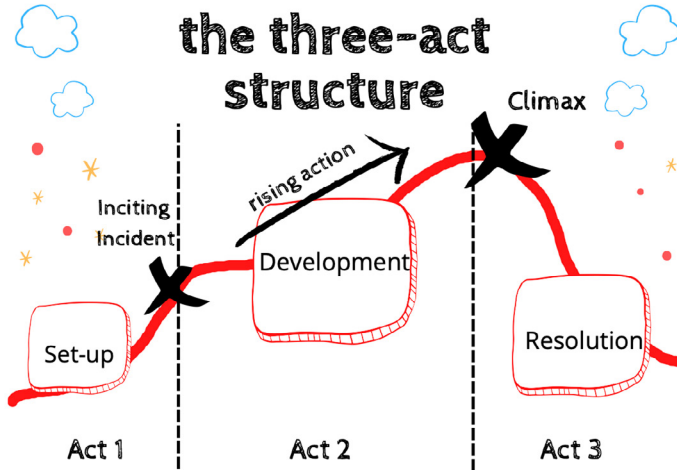 the three-act
structure
Climax
rising action
Inciting
Incident
Development
Set-up
Resolution
Act 1
Act 2
Act 3